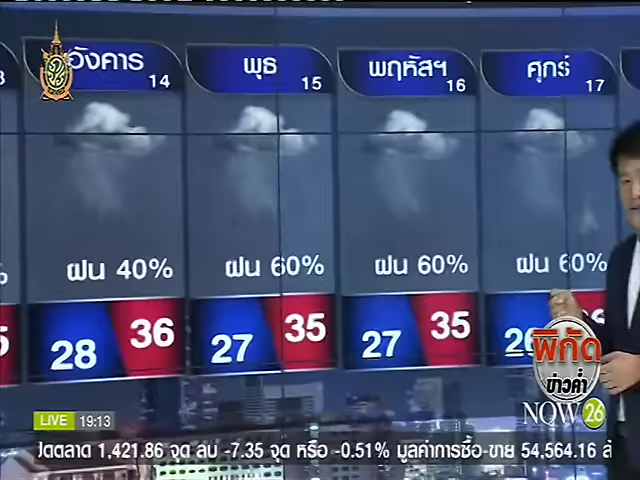 อังคาร 14
พุธ 15
พฤหัสฯ 16
ศุกร์ 17
ฝน 40%
ฝน 60%
ฝน 60%
ฝน 60%
28 36
27 35
27 35
26
พิกัด
ข่าวค่ำ
NOW 26
LIVE 19:13
ปิดตลาด 1,421.86 จุด ลบ -7.35 จุด หรือ -0.51% มูลค่าการซื้อ-ขาย 54,564.16 ล้